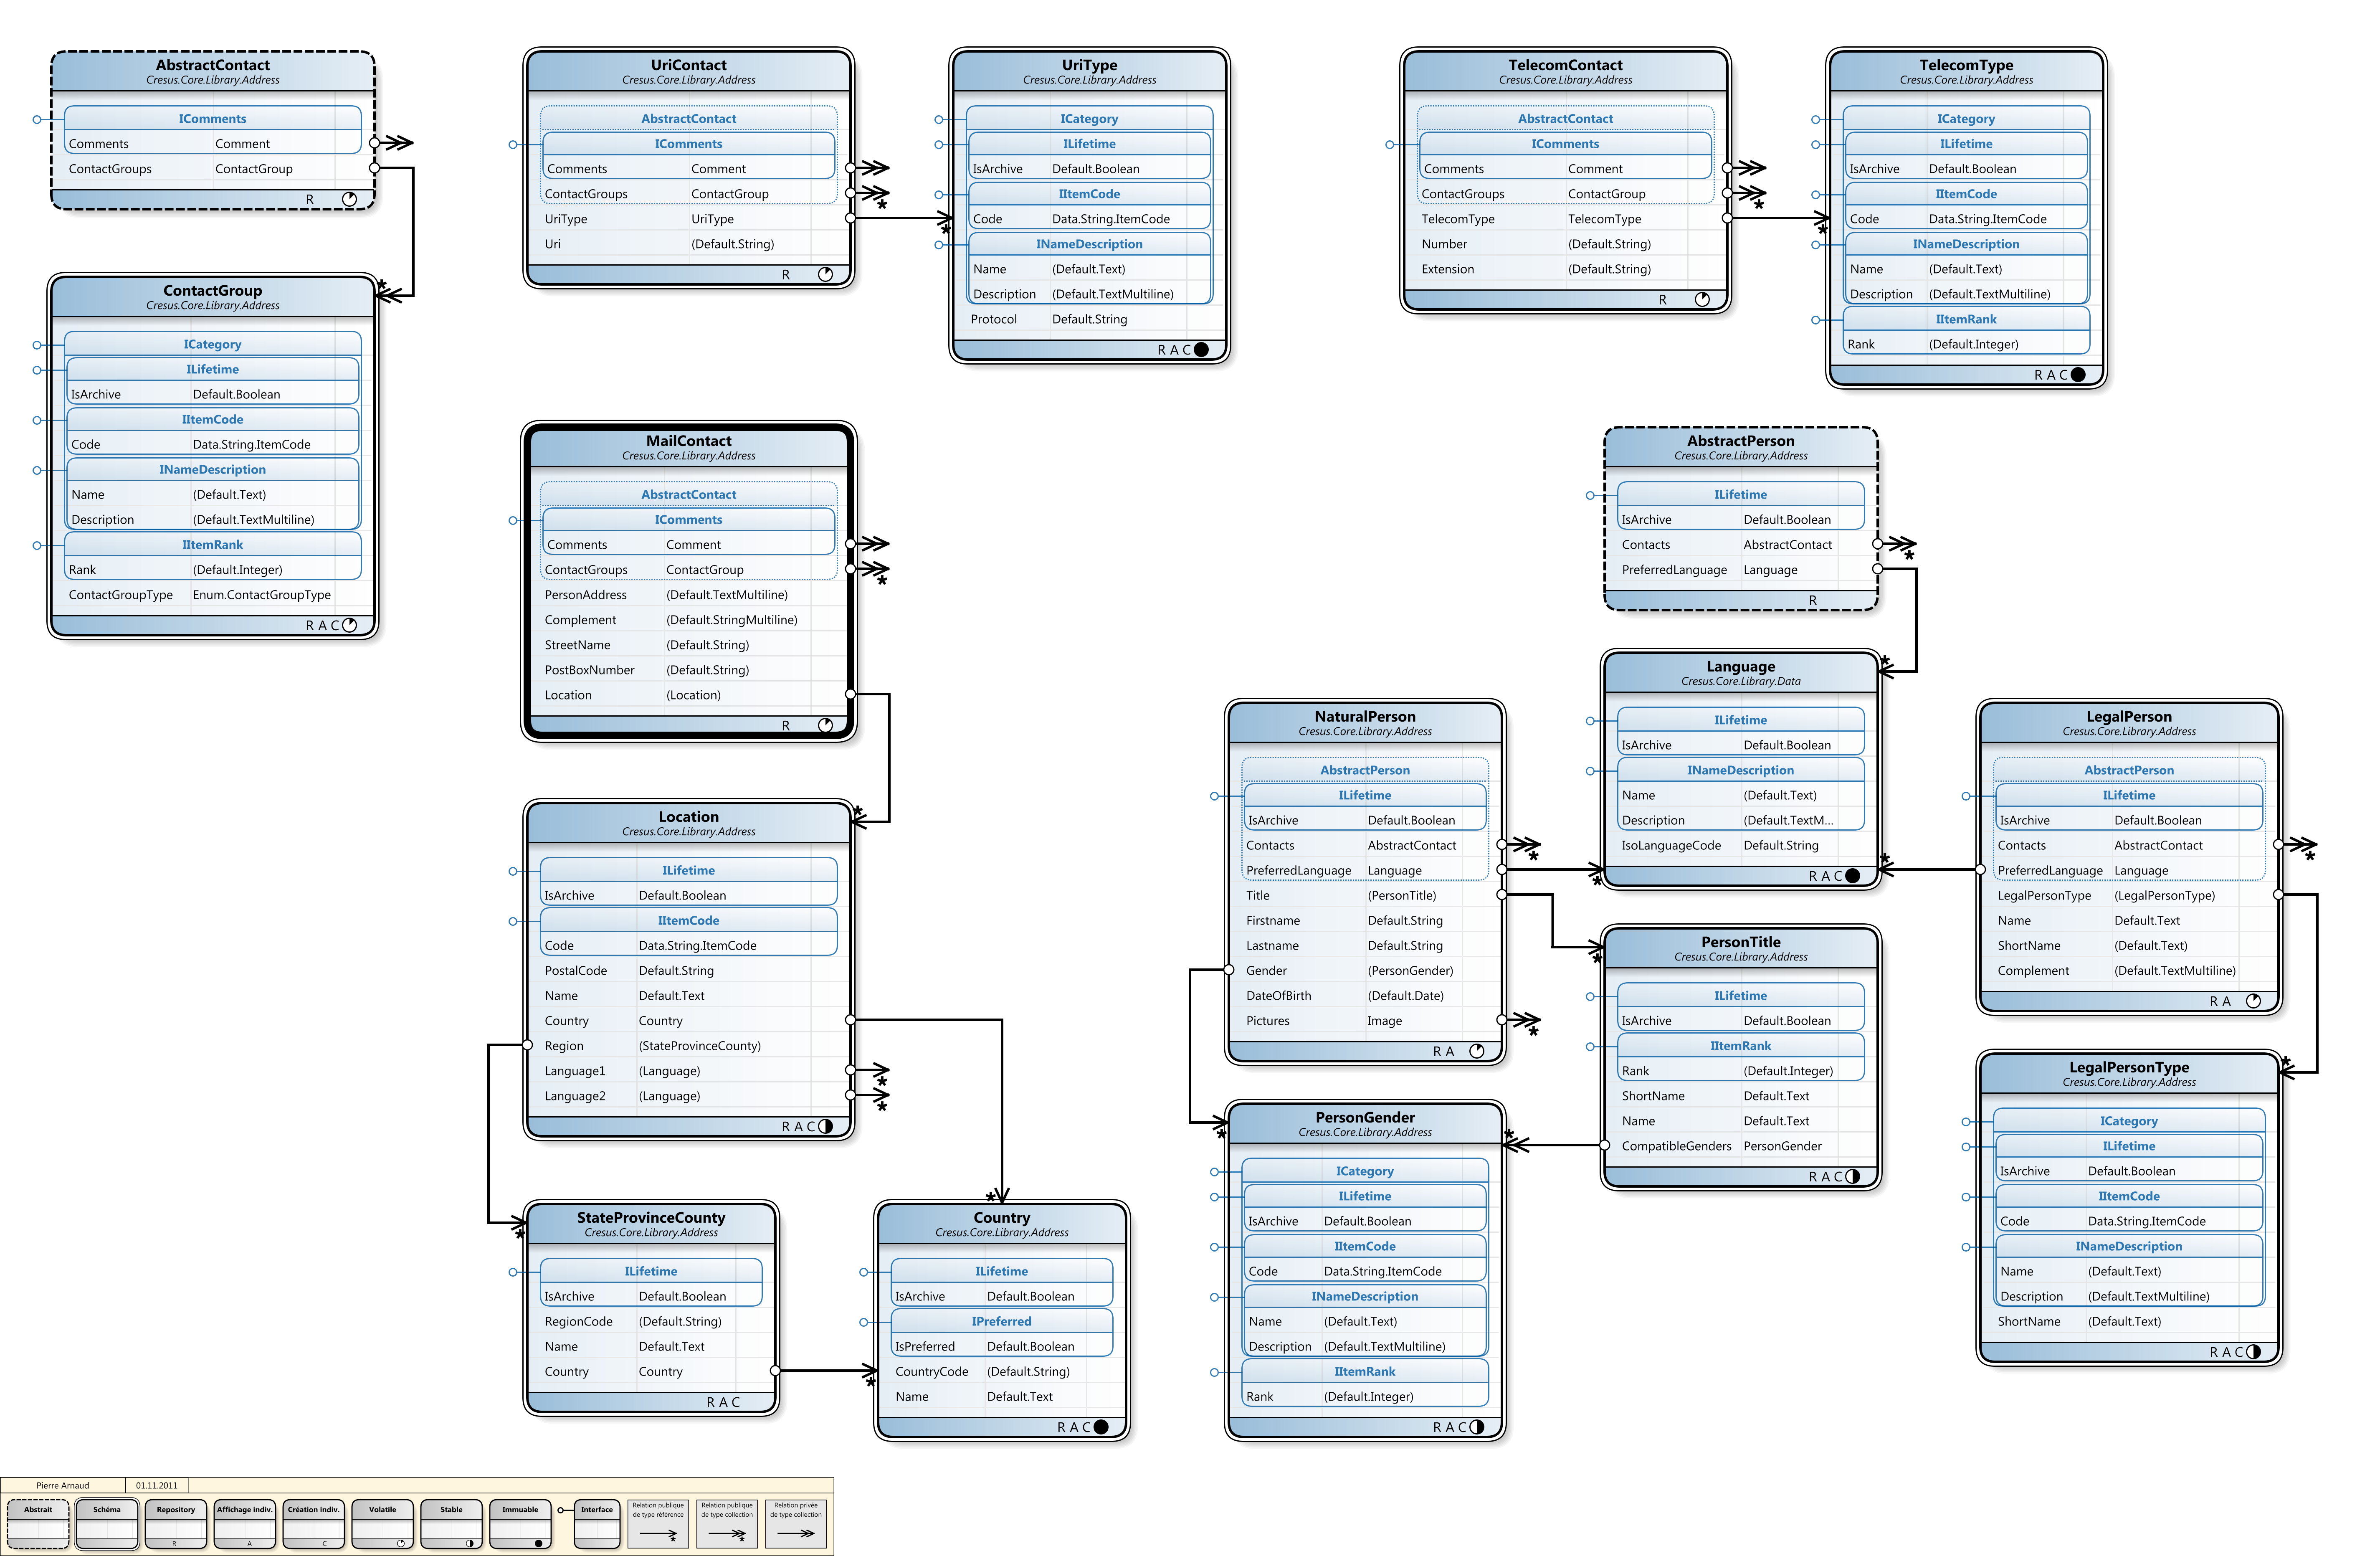 AbstractContact
Cresus.Core.Library.Address
IComments
Comments Comment
ContactGroups ContactGroup
R
ContactGroup
Cresus.Core.Library.Address
ICategory
ILifetime
IsArchive Default.Boolean
IItemCode
Code Data.String.ItemCode
INameDescription
Name (Default.Text)
Description (Default.TextMultiline)
IItemRank
Rank (Default.Integer)
ContactGroupType Enum.ContactGroupType
R A C
UriContact
Cresus.Core.Library.Address
AbstractContact
IComments
Comments Comment
ContactGroups ContactGroup
UriType UriType
Uri (Default.String)
R
UriType
Cresus.Core.Library.Address
ICategory
ILifetime
IsArchive Default.Boolean
IItemCode
Code Data.String.ItemCode
INameDescription
Name (Default.Text)
Description (Default.TextMultiline)
Protocol Default.String
R A C
TelecomContact
Cresus.Core.Library.Address
AbstractContact
IComments
Comments Comment
ContactGroups ContactGroup
TelecomType TelecomType
Number (Default.String)
Extension (Default.String)
R
TelecomType
Cresus.Core.Library.Address
ICategory
ILifetime
IsArchive Default.Boolean
IItemCode
Code Data.String.ItemCode
INameDescription
Name (Default.Text)
Description (Default.TextMultiline)
IItemRank
Rank (Default.Integer)
R A C
MailContact
Cresus.Core.Library.Address
AbstractContact
IComments
Comments Comment
ContactGroups ContactGroup
PersonAddress (Default.TextMultiline)
Complement (Default.StringMultiline)
StreetName (Default.String)
PostBoxNumber (Default.String)
Location (Location)
R
Location
Cresus.Core.Library.Address
ILifetime
IsArchive Default.Boolean
IItemCode
Code Data.String.ItemCode
PostalCode Default.String
Name Default.Text
Country Country
Region (StateProvinceCounty)
Language1 (Language)
Language2 (Language)
R A C
StateProvinceCounty
Cresus.Core.Library.Address
ILifetime
IsArchive Default.Boolean
RegionCode (Default.String)
Name Default.Text
Country Country
R A C
Country
Cresus.Core.Library.Address
ILifetime
IsArchive Default.Boolean
IPreferred
IsPreferred Default.Boolean
CountryCode (Default.String)
Name Default.Text
R A C
AbstractPerson
Cresus.Core.Library.Address
ILifetime
IsArchive Default.Boolean
Contacts AbstractContact
PreferredLanguage Language
R
Language
Cresus.Core.Library.Data
ILifetime
IsArchive Default.Boolean
INameDescription
Name (Default.Text)
Description (Default.TextM...
IsoLanguageCode Default.String
R A C
NaturalPerson
Cresus.Core.Library.Address
AbstractPerson
ILifetime
IsArchive Default.Boolean
Contacts AbstractContact
PreferredLanguage Language
Title (PersonTitle)
Firstname Default.String
Lastname Default.String
Gender (PersonGender)
DateOfBirth (Default.Date)
Pictures Image
R A
PersonTitle
Cresus.Core.Library.Address
ILifetime
IsArchive Default.Boolean
IItemRank
Rank (Default.Integer)
ShortName Default.Text
Name Default.Text
CompatibleGenders PersonGender
R A C
PersonGender
Cresus.Core.Library.Address
ICategory
ILifetime
IsArchive Default.Boolean
IItemCode
Code Data.String.ItemCode
INameDescription
Name (Default.Text)
Description (Default.TextMultiline)
IItemRank
Rank (Default.Integer)
R A C
LegalPerson
Cresus.Core.Library.Address
AbstractPerson
ILifetime
IsArchive Default.Boolean
Contacts AbstractContact
PreferredLanguage Language
LegalPersonType (LegalPersonType)
Name Default.Text
ShortName (Default.Text)
Complement (Default.TextMultiline)
R A
LegalPersonType
Cresus.Core.Library.Address
ICategory
ILifetime
IsArchive Default.Boolean
IItemCode
Code Data.String.ItemCode
INameDescription
Name (Default.Text)
Description (Default.TextMultiline)
ShortName (Default.Text)
R A C
Pierre Arnaud 01.11.2011
Abstrait
Schéma
Repository
R
Affichage indiv.
A
Création indiv.
C
Volatile
Stable
Immuable
Interface
Relation publique
de type référence
Relation publique
de type collection
Relation privée
de type collection